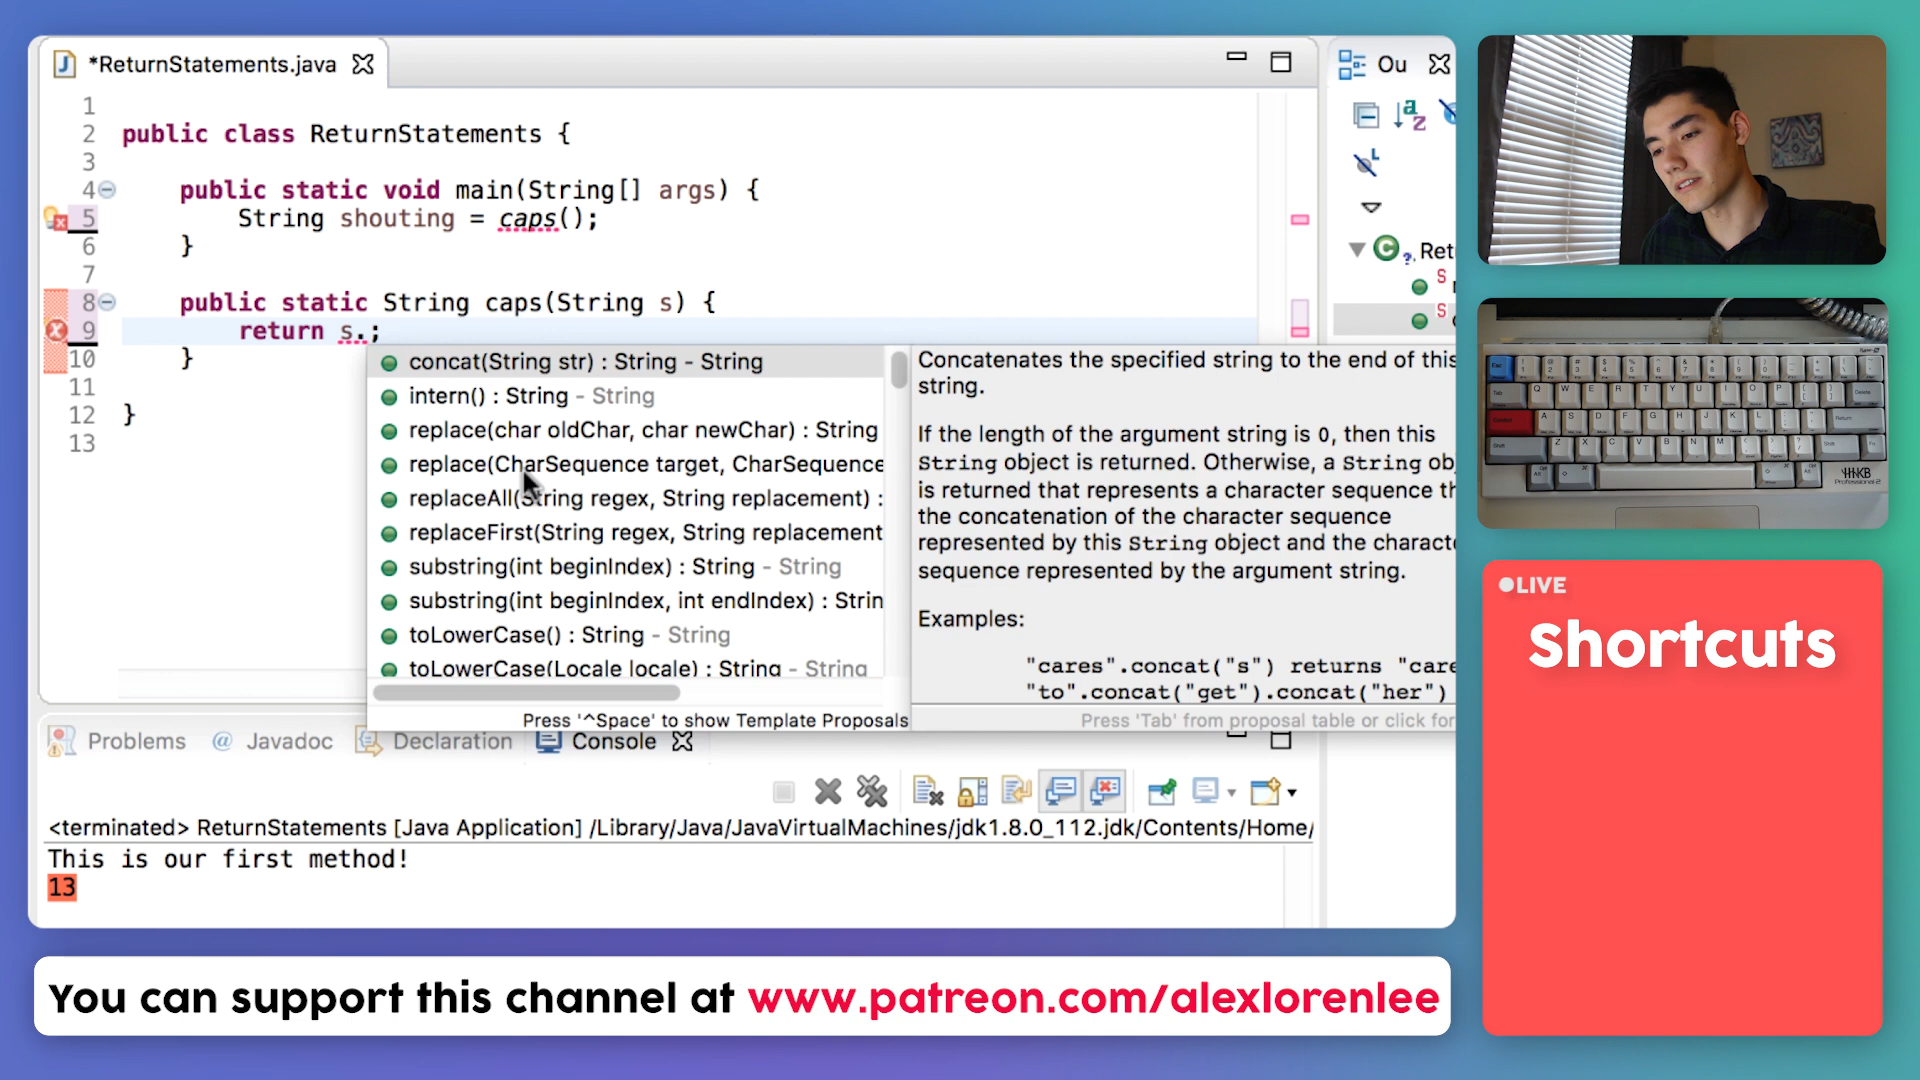 *ReturnStatements.java
Ou
1
2 public class ReturnStatements {
3
4 public static void main(String[] args) {
5 String shouting = caps();
6 }
7
8 public static String caps(String s) {
9 return s.;
10 }
11
12 }
13
Ret
concat(String str) : String - String
intern() : String - String
replace(char oldChar, char newChar) : String
replace(CharSequence target, CharSequence
replaceAll(String regex, String replacement) :
replaceFirst(String regex, String replacement
substring(int beginIndex) : String - String
substring(int beginIndex, int endIndex) : Strin
toLowerCase() : String - String
toLowerCase(Locale locale) : String - String
Press '^Space' to show Template Proposals
Concatenates the specified string to the end of this
string.
If the length of the argument string is 0, then this
String object is returned. Otherwise, a String ob
is returned that represents a character sequence th
the concatenation of the character sequence
represented by this String object and the characte
sequence represented by the argument string.
Examples:
"cares".concat("s") returns "care
"to".concat("get").concat("her")
Press 'Tab' from proposal table or click for
Problems @ Javadoc Declaration Console
<terminated> ReturnStatements [Java Application] /Library/Java/JavaVirtualMachines/jdk1.8.0_112.jdk/Contents/Home/
This is our first method!
13
LIVE
Shortcuts
HHKB
Professional 2
You can support this channel at www.patreon.com/alexlorenlee